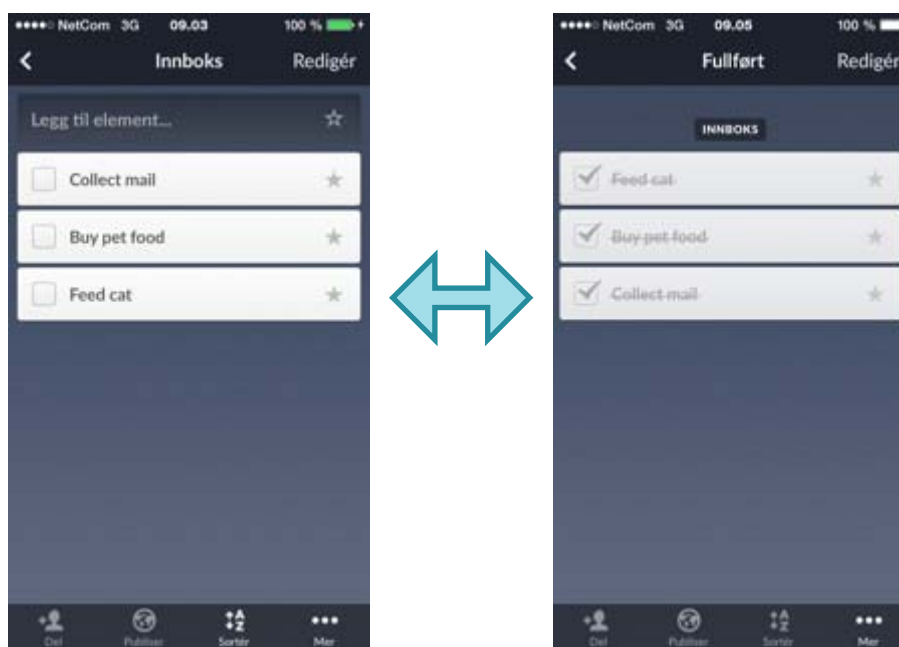 NetCom 3G 09.03 100 %
Innboks Redigér
Legg til element...
Collect mail
Buy pet food
Feed cat
Del Publiser Sortér Mer
NetCom 3G 09.05 100 %
Fullført Redigér
INNBOKS
Feed cat
Buy pet food
Collect mail
Del Publiser Sortér Mer